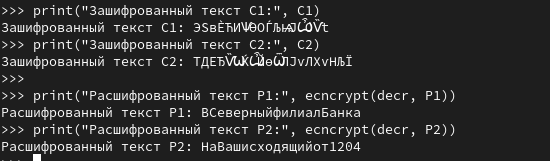 >>> print("Зашифрованный текст C1:", C1)
Зашифрованный текст C1:
>>> print("Зашифрованный текст C2:", C2)
Зашифрованный текст C2:
>>>
>>> print("Расшифрованный текст P1:", ecncrypt(decr, P1))
Расшифрованный текст P1: ВСеверныйфилиалБанка
>>> print("Расшифрованный текст P2:", ecncrypt(decr, P2))
Расшифрованный текст P2: НаВашисходящийот1204